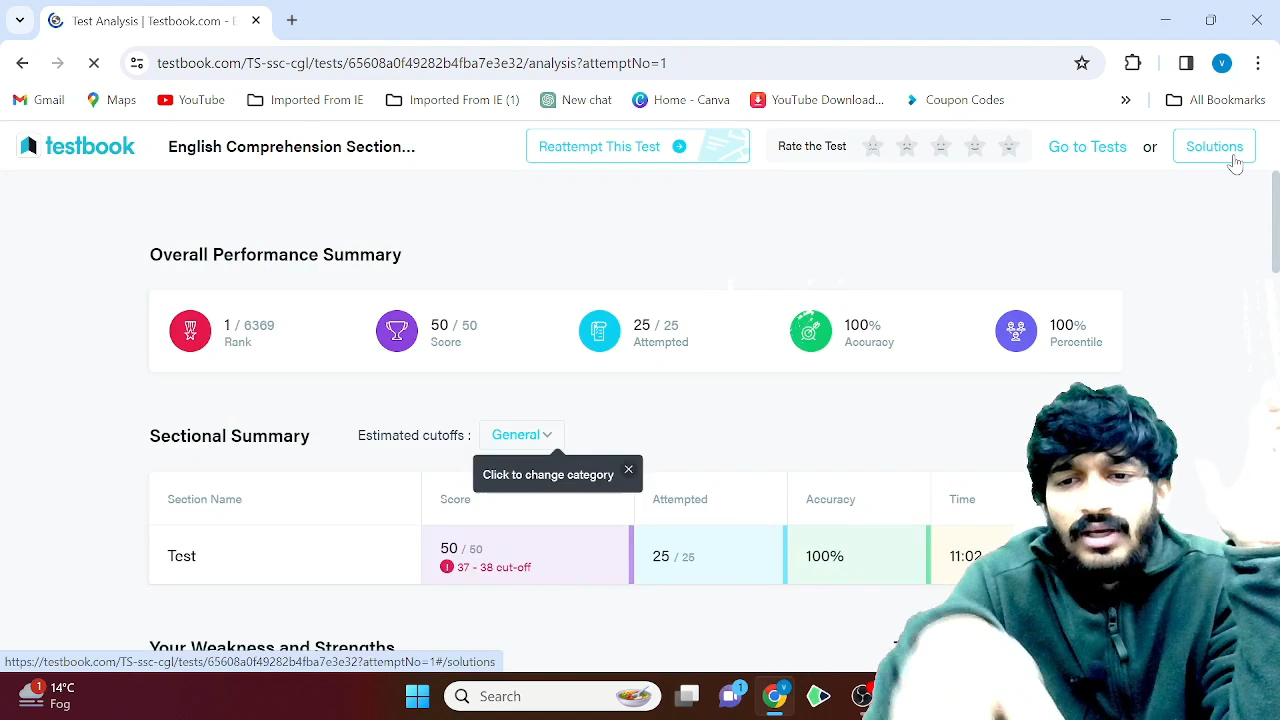 Test Analysis | Testbook.com -
testbook.com/TS-ssc-cgl/tests/65608a0f49282b4fba7e3e32/analysis?attemptNo=1
Gmail
Maps
YouTube
Imported From IE
Imported From IE (1)
New chat
Home - Canva
YouTube Download...
Coupon Codes
»
All Bookmarks
V
testbook
English Comprehension Section...
Reattempt This Test
Rate the Test
Go to Tests or Solutions
Overall Performance Summary
1 / 6369
Rank
50 / 50
Score
25 / 25
Attempted
100%
Accuracy
100%
Percentile
Sectional Summary
Estimated cutoffs :
General
Click to change category
Section Name
Score
Attempted
Accuracy
Time
Test
50 / 50
37 - 38 cut-off
25 / 25
100%
11:02
Your Weakness and Strengths
https://testbook.com/TS-ssc-cgl/tests/65608a0f49282b4fba7e3e32?attemptNo=1#/solutions
1
14°C
Fog
Search
1